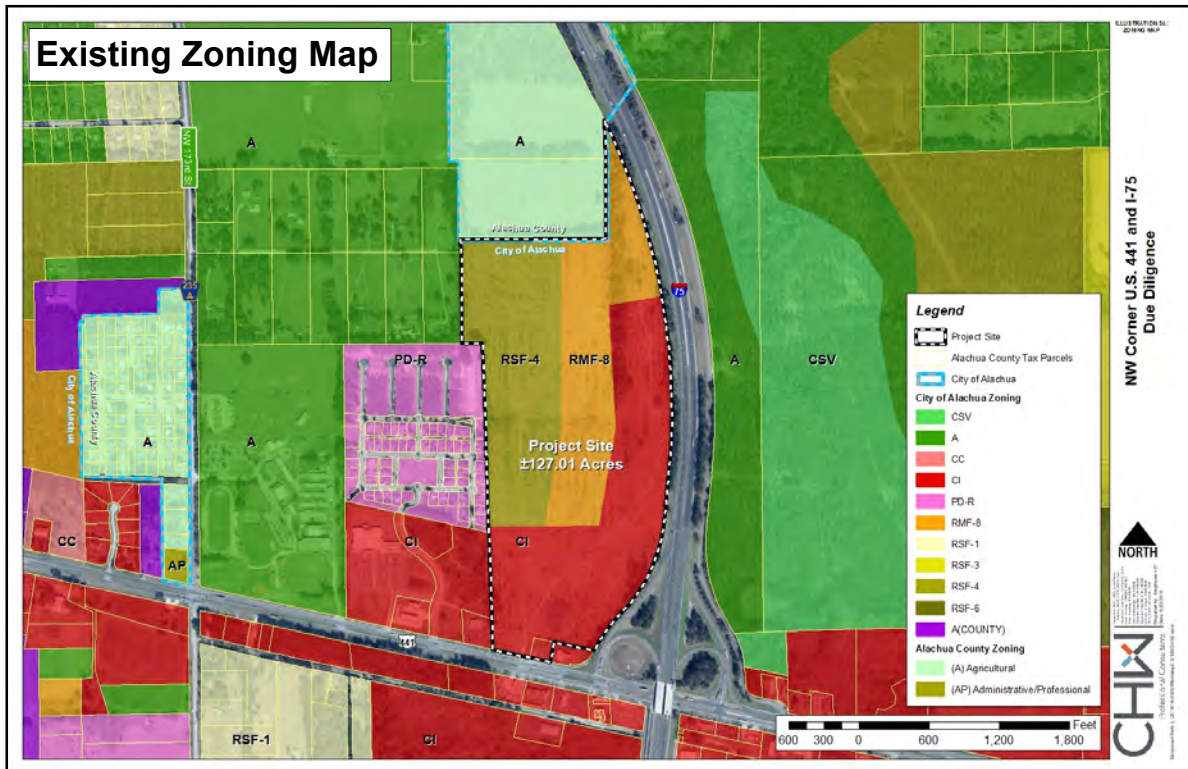 Existing Zoning Map
ILLUSTRATION 5A:
ZONING MAP
NW 173rd St
A
A
Alachua County
City of Alachua
235
75
PD-R
RSF-4
RMF-8
A
CSV
City of Alachua
Alachua County
A
A
Project Site
±127.01 Acres
CC
CI
CI
AP
441
RSF-1
CI
NW Corner U.S. 441 and I-75
Due Diligence
Legend
Project Site
Alachua County Tax Parcels
City of Alachua
City of Alachua Zoning
CSV
A
CC
CI
PD-R
RMF-8
RSF-1
RSF-3
RSF-4
RSF-6
A(COUNTY)
Alachua County Zoning
(A) Agricultural
(AP) Administrative/Professional
NORTH
CHW
Professional Consultants
Feet
600 300 0 600 1,200 1,800